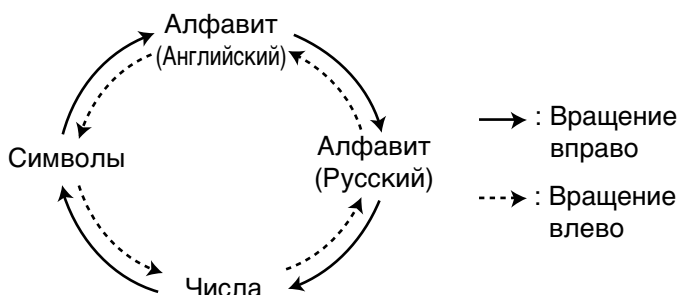 Алфавит
(Английский)
Символы
Алфавит
(Русский)
Числа
: Вращение
вправо
: Вращение
влево